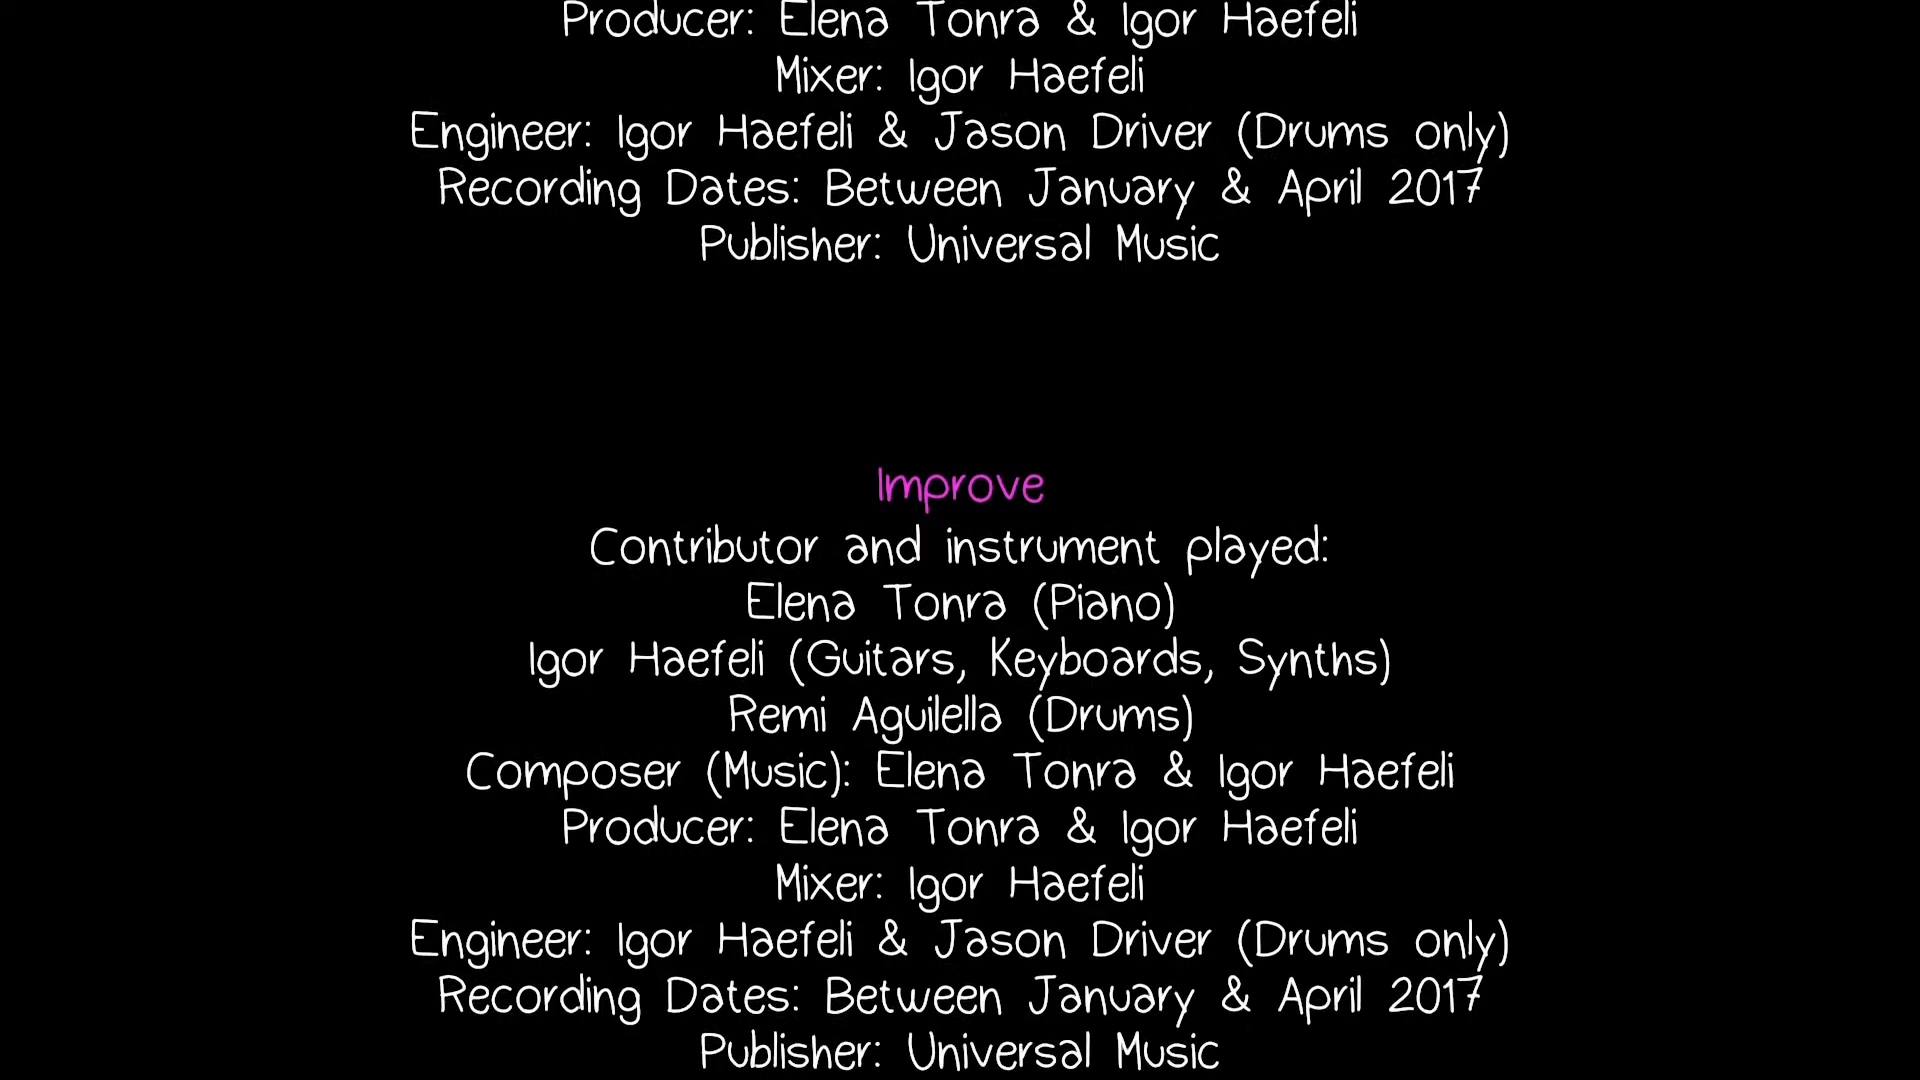 Producer: Elena Tonra & Igor Haefeli
Mixer: Igor Haefeli
Engineer: Igor Haefeli & Jason Driver (Drums only)
Recording Dates: Between January & April 2017
Publisher: Universal Music
Improve
Contributor and instrument played:
Elena Tonra (Piano)
Igor Haefeli (Guitars, Keyboards, Synths)
Remi Aguilella (Drums)
Composer (Music): Elena Tonra & Igor Haefeli
Producer: Elena Tonra & Igor Haefeli
Mixer: Igor Haefeli
Engineer: Igor Haefeli & Jason Driver (Drums only)
Recording Dates: Between January & April 2017
Publisher: Universal Music